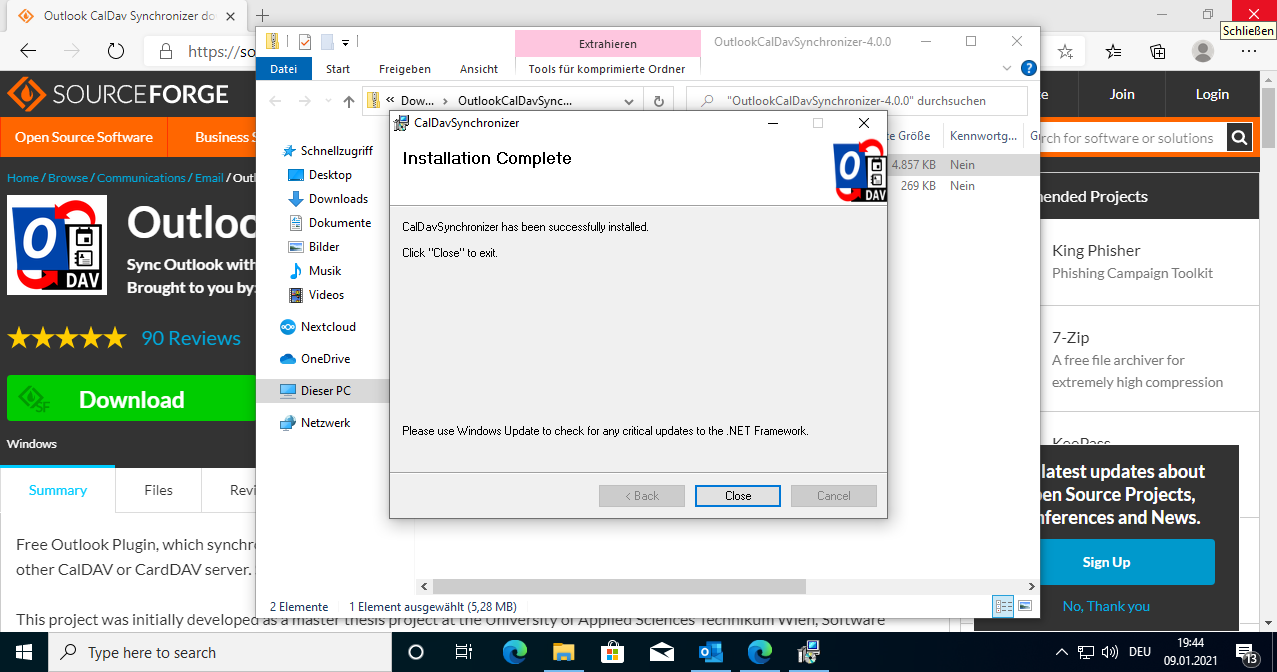 Outlook CalDav Synchronizer do
Schließen
https://so
Extrahieren
OutlookCalDavSynchronizer-4.0.0
Datei
Start
Freigeben
Ansicht
Tools für komprimierte Ordner
« Dow... › OutlookCalDavSync...
"OutlookCalDavSynchronizer-4.0.0" durchsuchen
SOURCEFORGE
Join
Login
Open Source Software
Business S
Größe
Kennwortg...
rch for software or solutions
Home / Browse / Communications / Email / Outl
CalDavSynchronizer
Installation Complete
O
DAV
4.857 KB
Nein
269 KB
Nein
Schnellzugriff
Desktop
Downloads
Dokumente
Bilder
Musik
Videos
Nextcloud
OneDrive
Dieser PC
Netzwerk
O
DAV
Outloo
Sync Outlook with
Brought to you by:
90 Reviews
Download
SF
Windows
Summary
Files
Revi
CalDavSynchronizer has been successfully installed.
Click "Close" to exit.
Please use Windows Update to check for any critical updates to the .NET Framework.
< Back
Close
Cancel
ended Projects
King Phisher
Phishing Campaign Toolkit
7-Zip
A free file archiver for
extremely high compression
KeePass
latest updates about
en Source Projects,
nferences and News.
Sign Up
No, Thank you
Free Outlook Plugin, which synchr
other CalDAV or CardDAV server.
2 Elemente
1 Element ausgewählt (5,28 MB)
This project was initially developed as a master thesis project at the University of Applied Sciences Technikum Wien, Software
Type here to search
DEU
19:44
09.01.2021
13